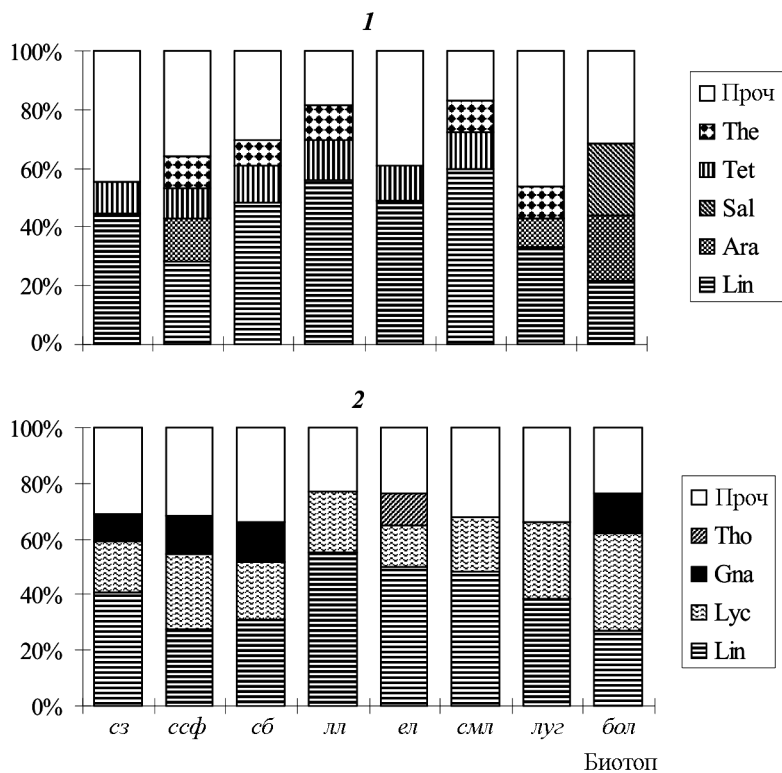 1
100%
80%
60%
40%
20%
0%
Проч
The
Tet
Sal
Ara
Lin
2
100%
80%
60%
40%
20%
0%
Проч
Tho
Gna
Lyc
Lin
сз ссф сб лл ел смл луг бол
Биотоп